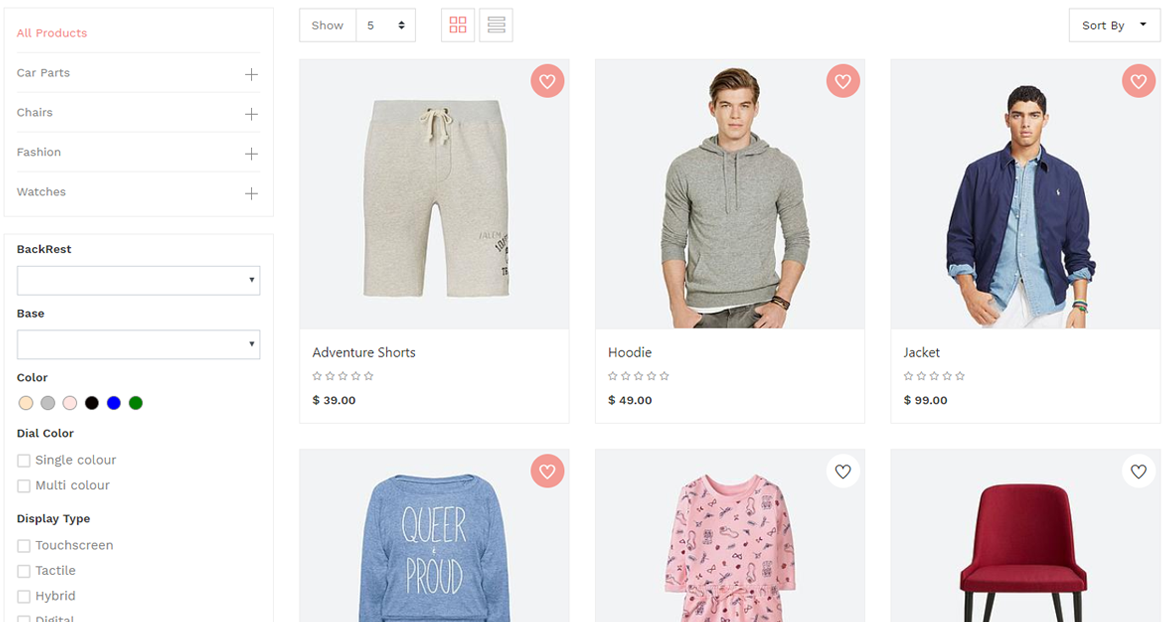 All Products
Car Parts
Chairs
Fashion
Watches
BackRest
Base
Color
Dial Color
Single colour
Multi colour
Display Type
Touchscreen
Tactile
Hybrid
Digital
Show 5
Sort By
Adventure Shorts
$ 39.00
Hoodie
$ 49.00
Jacket
$ 99.00
QUEER
&
PROUD